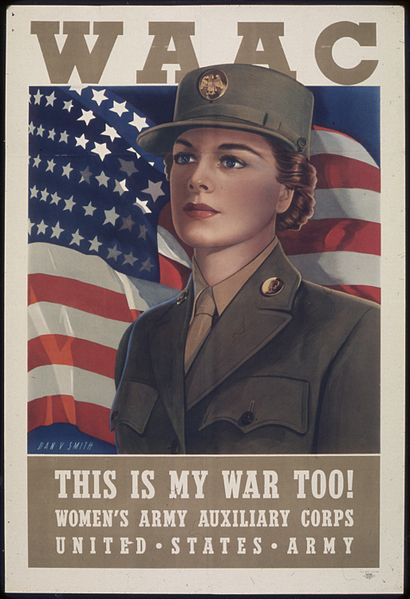 WAAC
DAN V SMITH
THIS IS MY WAR TOO!
WOMEN'S ARMY AUXILIARY CORPS
UNITED • STATES • ARMY